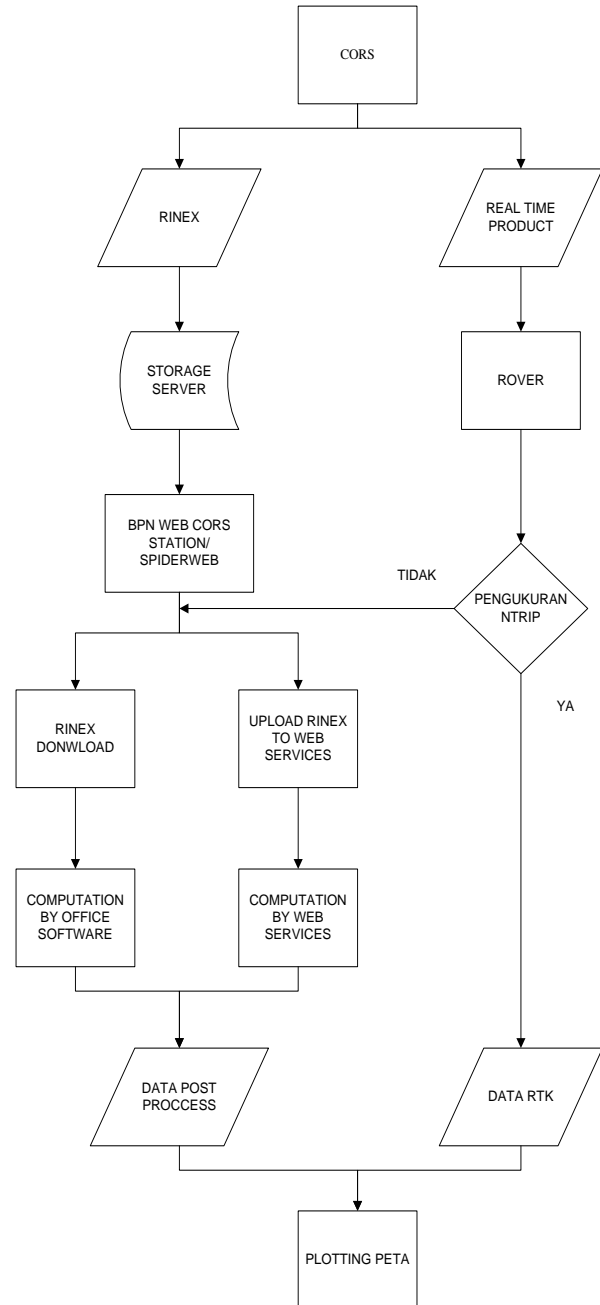 CORS
RINEX
REAL TIME
PRODUCT
STORAGE
SERVER
ROVER
BPN WEB CORS
STATION/
SPIDERWEB
TIDAK
PENGUKURAN
NTRIP
YA
RINEX
DONWLOAD
UPLOAD RINEX
TO WEB
SERVICES
COMPUTATION
BY OFFICE
SOFTWARE
COMPUTATION
BY WEB
SERVICES
DATA POST
PROCCESS
DATA RTK
PLOTTING PETA